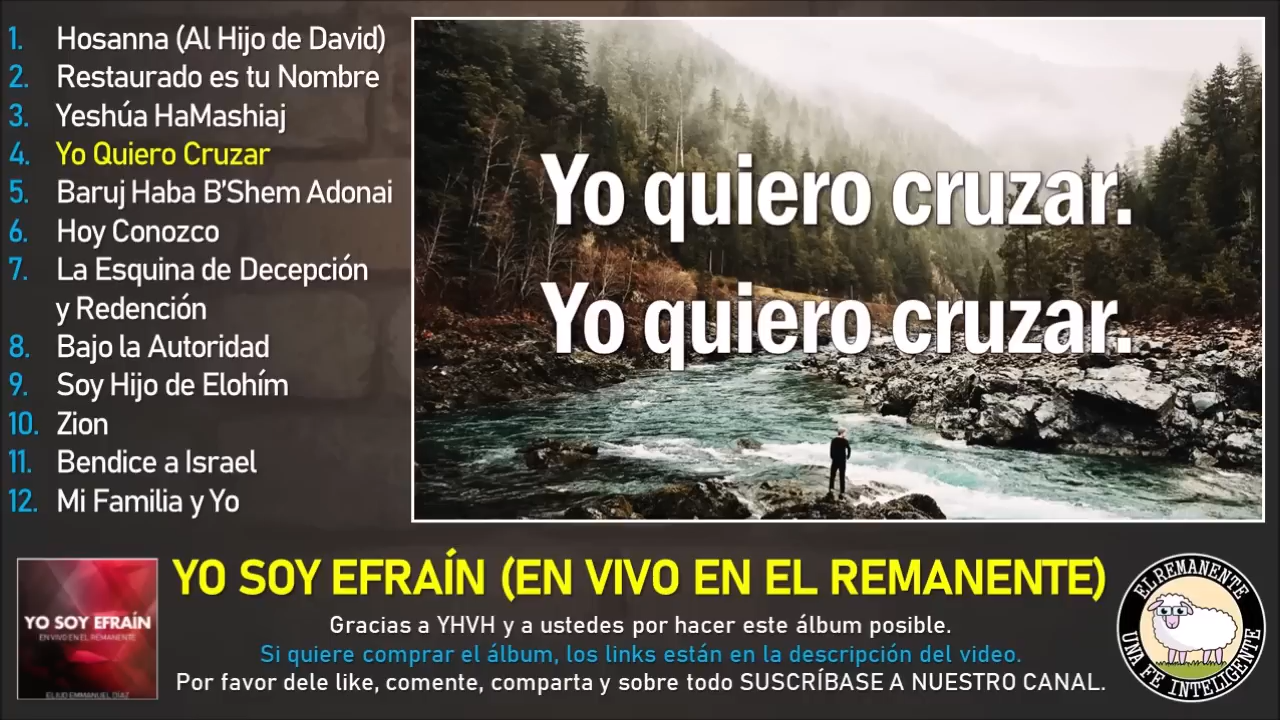 1. Hosanna (Al Hijo de David)
2. Restaurado es tu Nombre
3. Yeshúa HaMashiaj
4. Yo Quiero Cruzar
5. Baruj Haba B'Shem Adonai
6. Hoy Conozco
7. La Esquina de Decepción
y Redención
8. Bajo la Autoridad
9. Soy Hijo de Elohím
10. Zion
11. Bendice a Israel
12. Mi Familia y Yo
Yo quiero cruzar.
Yo quiero cruzar.
YO SOY EFRAÍN
EN VIVO EN EL REMANENTE
ELIUD EMMANUEL DÍAZ
YO SOY EFRAÍN (EN VIVO EN EL REMANENTE)
Gracias a YHVH y a ustedes por hacer este álbum posible.
Si quiere comprar el álbum, los links están en la descripción del video.
Por favor dele like, comente, comparta y sobre todo SUSCRÍBASE A NUESTRO CANAL.
EL REMANENTE
UNA FE INTELIGENTE